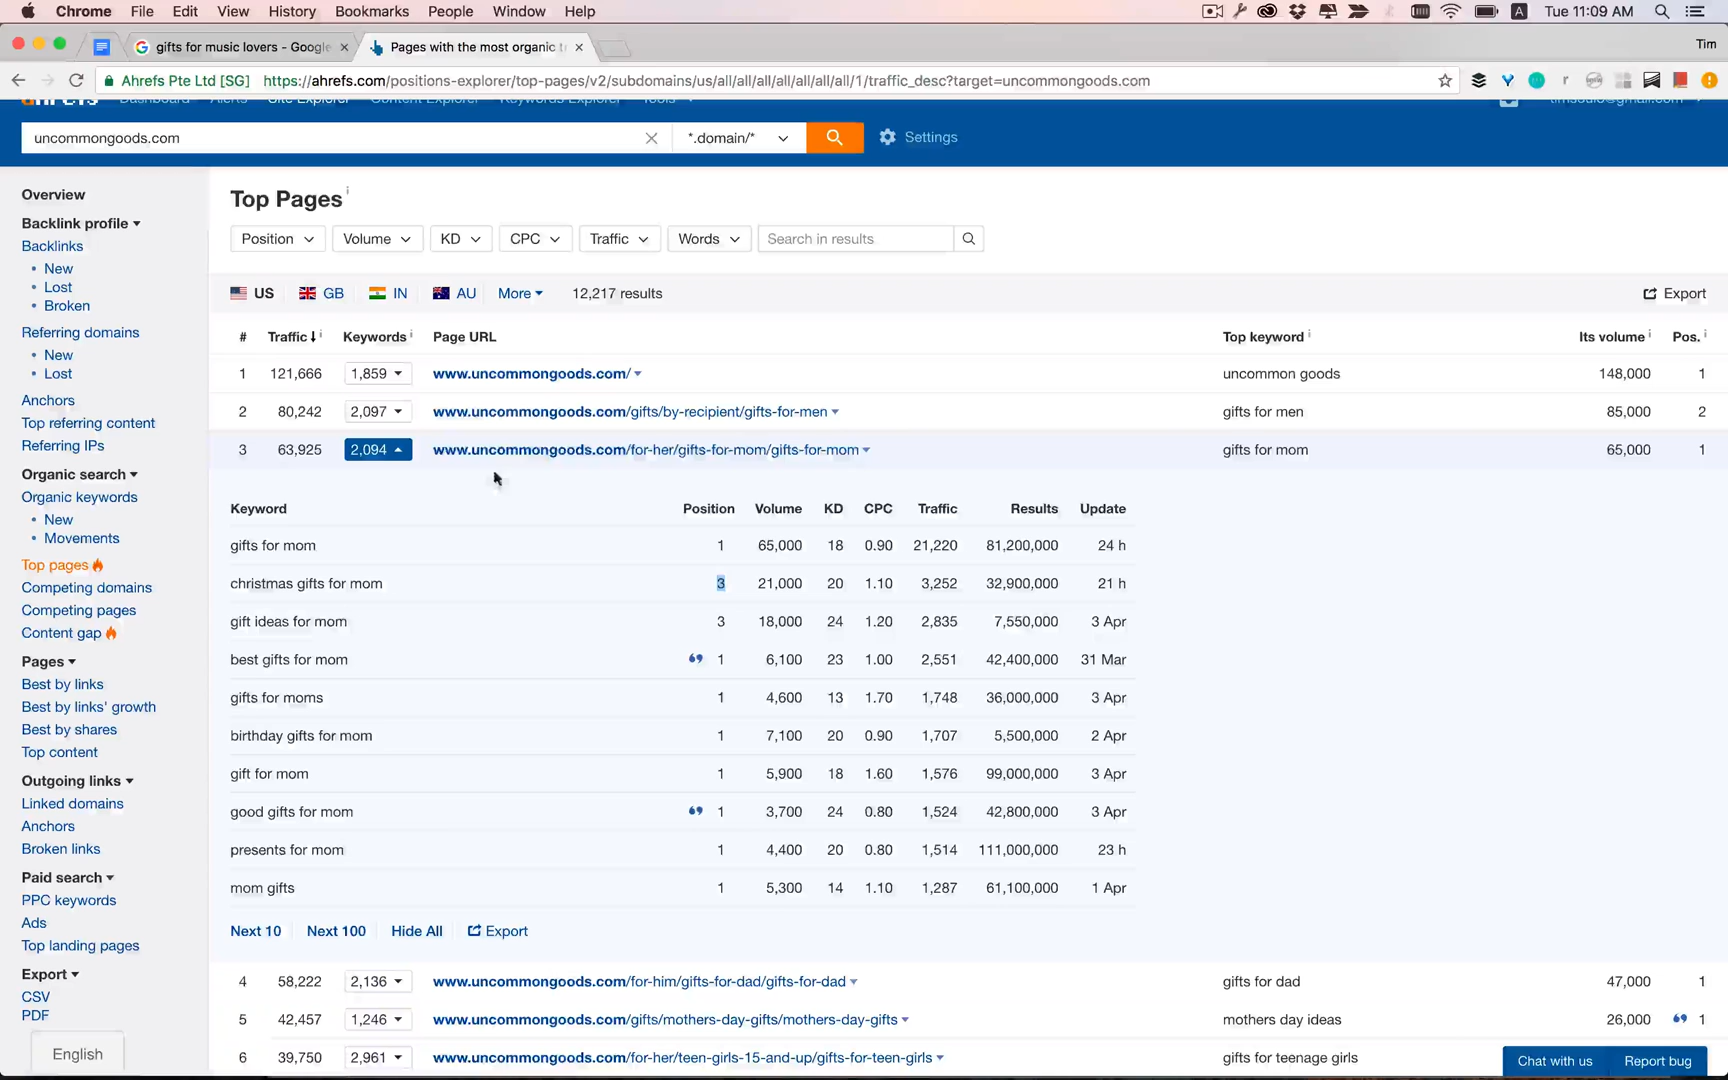 Chrome File Edit View History Bookmarks People Window Help
A Tue 11:09 AM
gifts for music lovers - Google
Pages with the most organic
Tim
Ahrefs Pte Ltd [SG] https://ahrefs.com/positions-explorer/top-pages/v2/subdomains/us/all/all/all/all/all/all/all/1/traffic_desc?target=uncommongoods.com
uncommongoods.com *.domain/* Settings
Overview
Backlink profile
Backlinks
• New
• Lost
• Broken
Referring domains
• New
• Lost
Anchors
Top referring content
Referring IPs
Organic search
Organic keywords
• New
• Movements
Top pages
Competing domains
Competing pages
Content gap
Pages
Best by links
Best by links' growth
Best by shares
Top content
Outgoing links
Linked domains
Anchors
Broken links
Paid search
PPC keywords
Ads
Top landing pages
Export
CSV
PDF
English
Top Pages i
Position Volume KD CPC Traffic Words Search in results
US GB IN AU More 12,217 results Export
# Traffic Keywords Page URL Top keyword Its volume Pos.
1 121,666 1,859 www.uncommongoods.com/ uncommon goods 148,000 1
2 80,242 2,097 www.uncommongoods.com/gifts/by-recipient/gifts-for-men gifts for men 85,000 2
3 63,925 2,094 www.uncommongoods.com/for-her/gifts-for-mom/gifts-for-mom gifts for mom 65,000 1
Keyword Position Volume KD CPC Traffic Results Update
gifts for mom 1 65,000 18 0.90 21,220 81,200,000 24 h
christmas gifts for mom 3 21,000 20 1.10 3,252 32,900,000 21 h
gift ideas for mom 3 18,000 24 1.20 2,835 7,550,000 3 Apr
best gifts for mom 1 6,100 23 1.00 2,551 42,400,000 31 Mar
gifts for moms 1 4,600 13 1.70 1,748 36,000,000 3 Apr
birthday gifts for mom 1 7,100 20 0.90 1,707 5,500,000 2 Apr
gift for mom 1 5,900 18 1.60 1,576 99,000,000 3 Apr
good gifts for mom 1 3,700 24 0.80 1,524 42,800,000 3 Apr
presents for mom 1 4,400 20 0.80 1,514 111,000,000 23 h
mom gifts 1 5,300 14 1.10 1,287 61,100,000 1 Apr
Next 10 Next 100 Hide All Export
4 58,222 2,136 www.uncommongoods.com/for-him/gifts-for-dad/gifts-for-dad gifts for dad 47,000 1
5 42,457 1,246 www.uncommongoods.com/gifts/mothers-day-gifts/mothers-day-gifts mothers day ideas 26,000 1
6 39,750 2,961 www.uncommongoods.com/for-her/teen-girls-15-and-up/gifts-for-teen-girls gifts for teenage girls
Chat with us Report bug